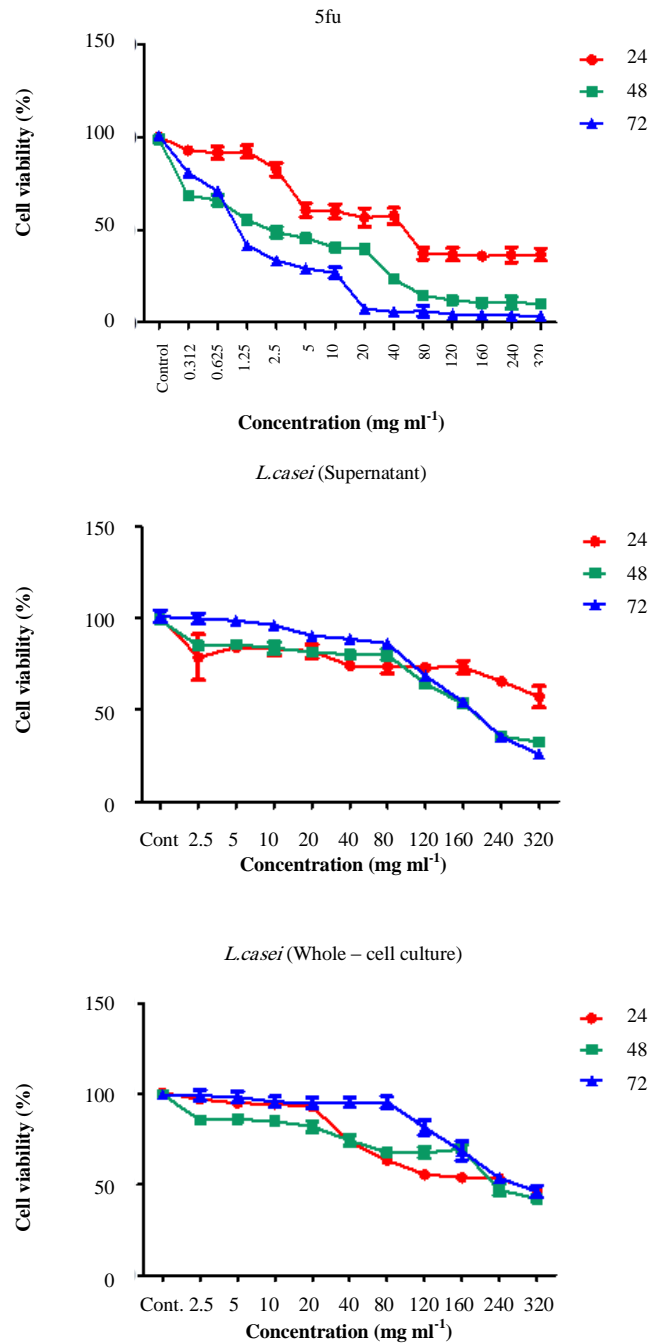 5fu
150
100
50
0
Cell viability (%)
24
48
72
Control 0.312 0.625 1.25 2.5 5 10 20 40 80 120 160 240 320
Concentration (mg ml-1)
L.casei (Supernatant)
150
100
50
0
Cell viability (%)
24
48
72
Cont 2.5 5 10 20 40 80 120 160 240 320
Concentration (mg ml-1)
L.casei (Whole – cell culture)
150
100
50
0
Cell viability (%)
24
48
72
Cont. 2.5 5 10 20 40 80 120 160 240 320
Concentration (mg ml-1)